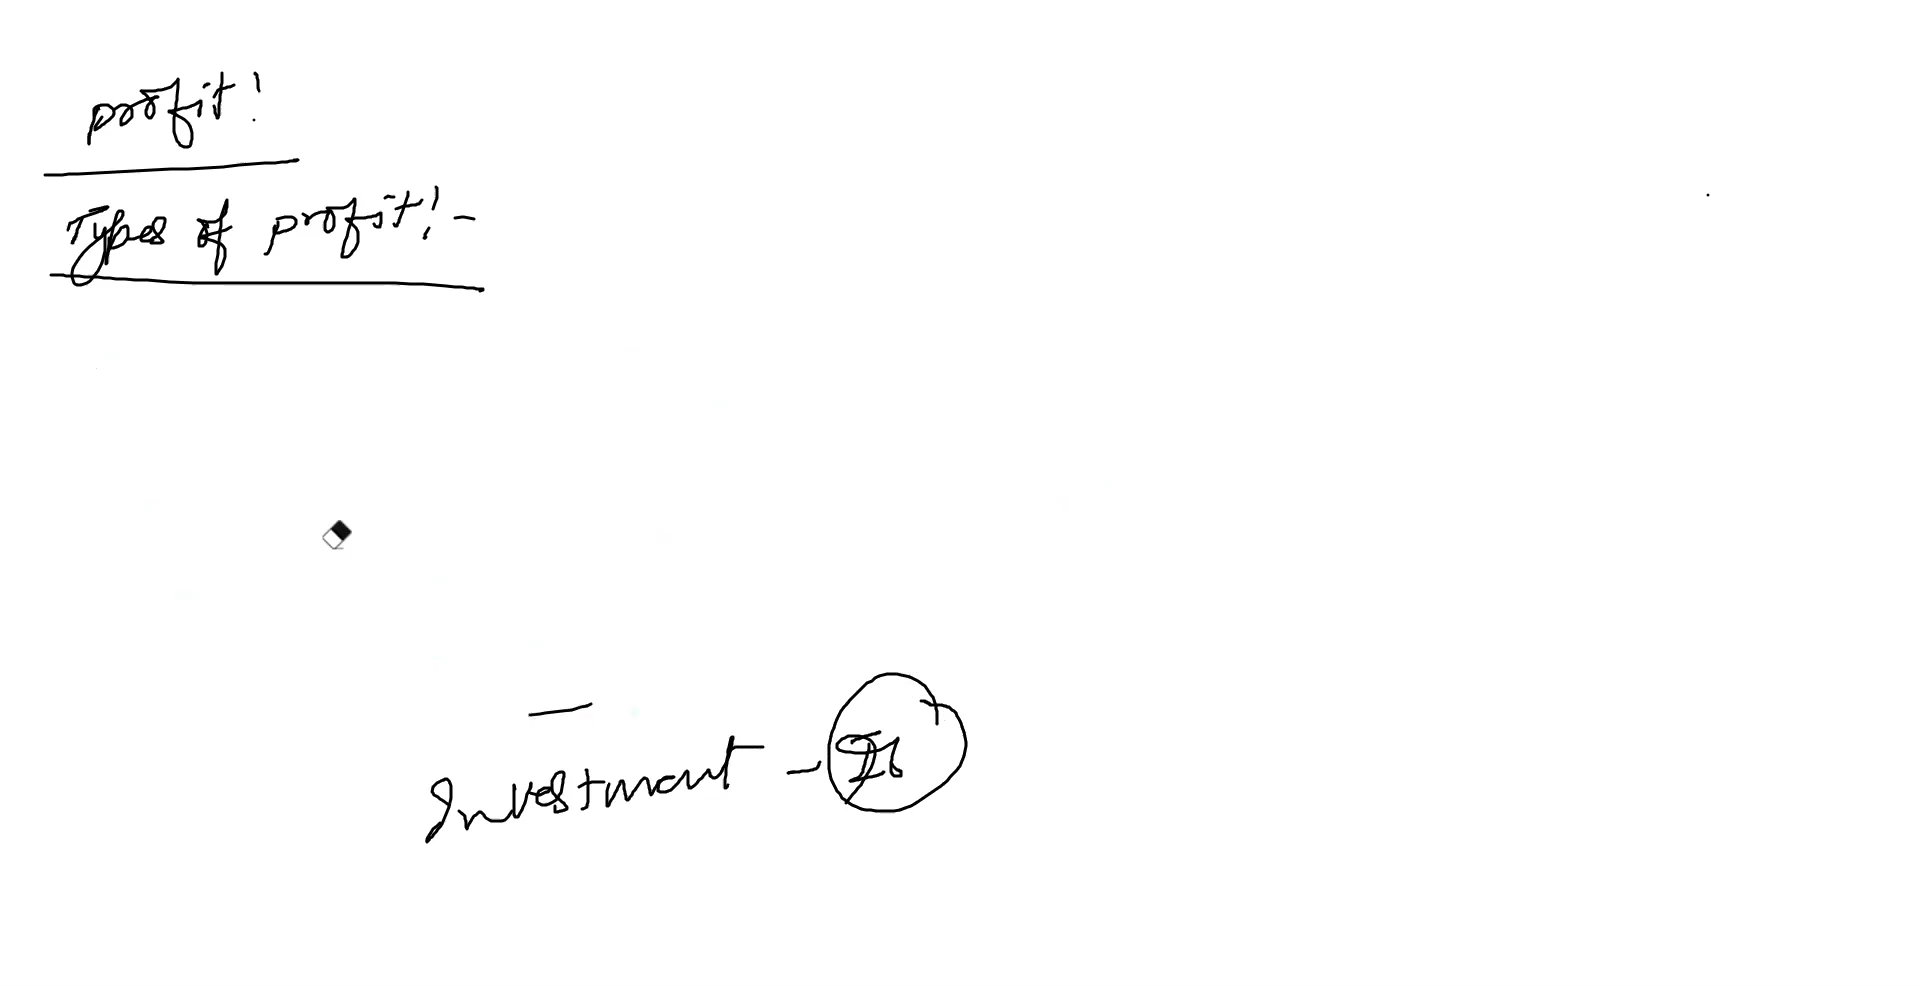 profit!
Types of profit! -
Investment -